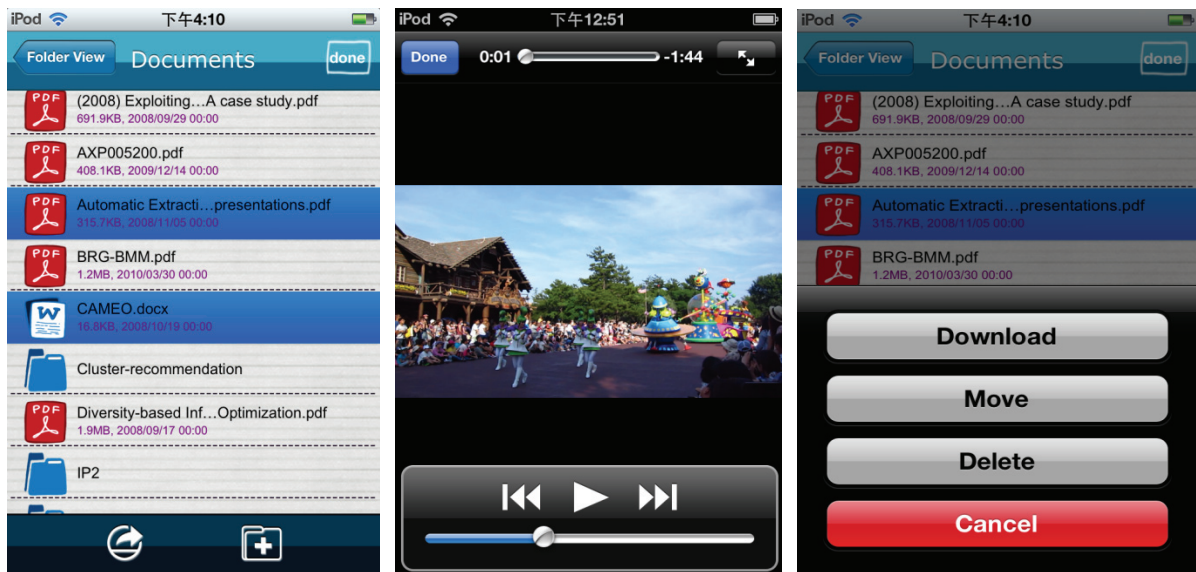 iPod 下午4:10
Folder View Documents done
PDF (2008) Exploiting...A case study.pdf
691.9KB, 2008/09/29 00:00
PDF AXP005200.pdf
408.1KB, 2009/12/14 00:00
PDF Automatic Extracti...presentations.pdf
315.7KB, 2008/11/05 00:00
PDF BRG-BMM.pdf
1.2MB, 2010/03/30 00:00
W CAMEO.docx
16.8KB, 2008/10/19 00:00
Cluster-recommendation
PDF Diversity-based Inf...Optimization.pdf
1.9MB, 2008/09/17 00:00
IP2
iPod 下午12:51
Done 0:01 -1:44
iPod 下午4:10
Folder View Documents done
PDF (2008) Exploiting...A case study.pdf
691.9KB, 2008/09/29 00:00
PDF AXP005200.pdf
408.1KB, 2009/12/14 00:00
PDF Automatic Extracti...presentations.pdf
315.7KB, 2008/11/05 00:00
PDF BRG-BMM.pdf
1.2MB, 2010/03/30 00:00
Download
Move
Delete
Cancel